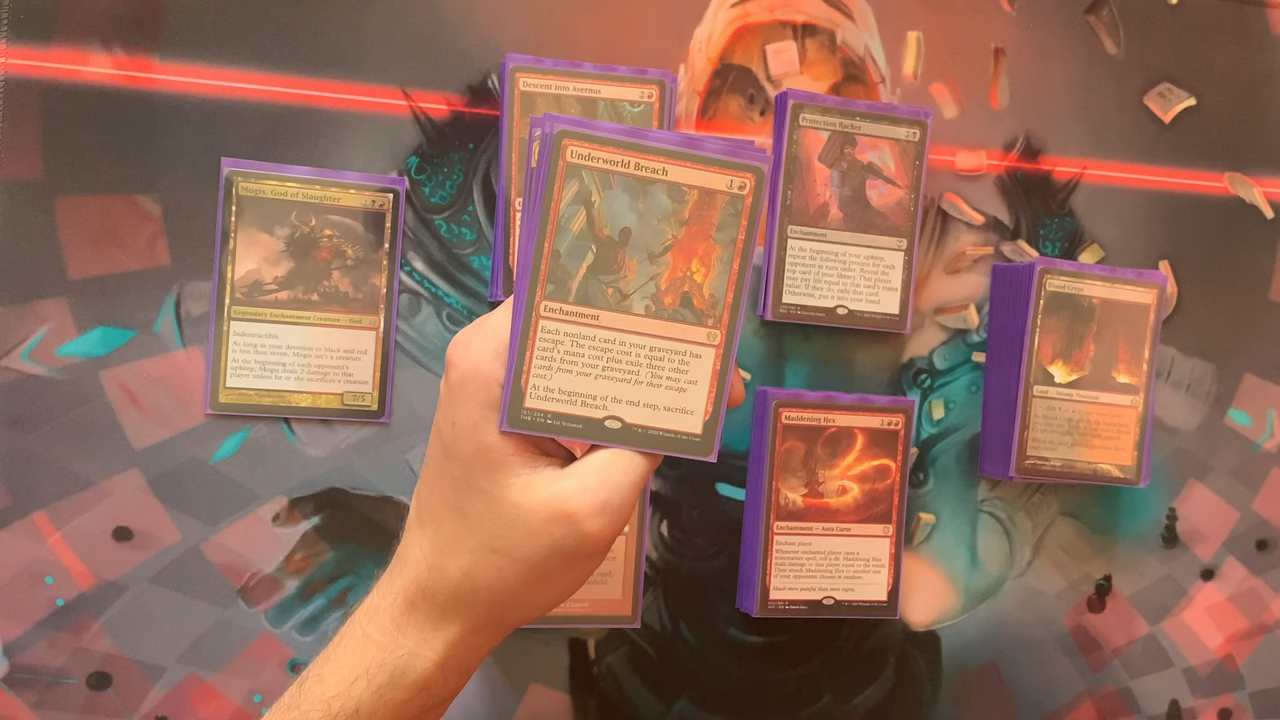 Mogis, God of Slaughter
2
Legendary Enchantment Creature — God
Indestructible
As long as your devotion to black and red
is less than seven, Mogis isn't a creature.
At the beginning of each opponent's
upkeep, Mogis deals 2 damage to that
player unless he or she sacrifices a creature
7/5
Descent into Avernus
2
Underworld Breach
1
Enchantment
Each nonland card in your graveyard has
escape. The escape cost is equal to the
card's mana cost plus exile three other
cards from your graveyard. (You may cast
cards from your graveyard for their escape
cost.)
At the beginning of the end step, sacrifice
Underworld Breach.
161/254 R
THB • EN
Protection Racket
2
Enchantment
At the beginning of your upkeep,
repeat the following process for each
opponent in turn order. Reveal the
top card of your library. That player
may pay life equal to that card's mana
value. If they do, exile that card.
Otherwise, put it into your hand.
Maddening Hex
1
Enchantment — Aura Curse
Enchant player
Whenever enchanted player casts a
noncreature spell, roll a d6. Maddening Hex
deals damage to that player equal to the result.
Then attach Maddening Hex to another one
of your opponents chosen at random.
Much more painful than mere regret.
Blood Crypt
Land — Swamp Mountain
card,